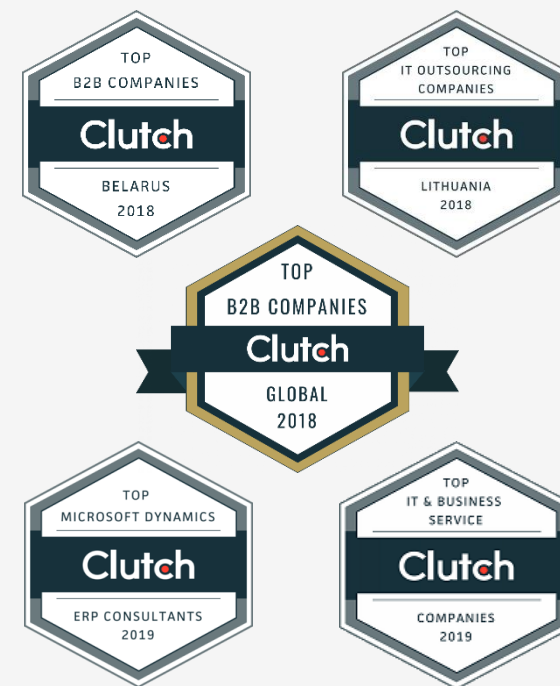 TOP
B2B COMPANIES
Clutch
BELARUS
2018
TOP
IT OUTSOURCING
COMPANIES
Clutch
LITHUANIA
2018
TOP
B2B COMPANIES
Clutch
GLOBAL
2018
TOP
MICROSOFT DYNAMICS
Clutch
ERP CONSULTANTS
2019
TOP
IT & BUSINESS
SERVICE
Clutch
COMPANIES
2019